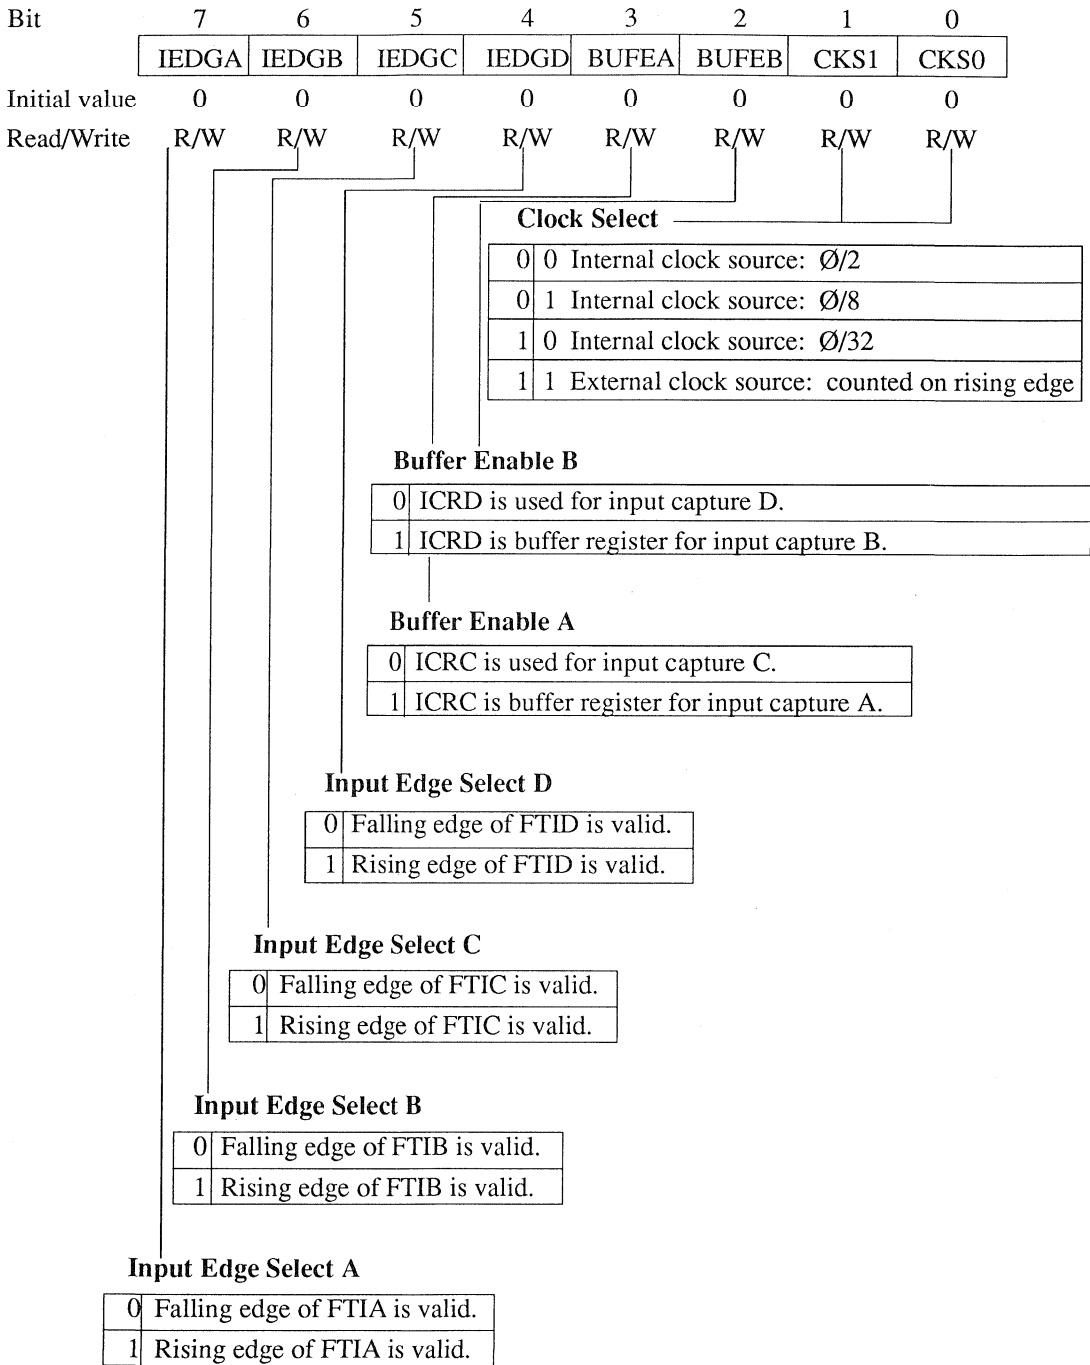 Bit 7 6 5 4 3 2 1 0
IEDGA IEDGB IEDGC IEDGD BUFEA BUFEB CKS1 CKS0
Initial value 0 0 0 0 0 0 0 0
Read/Write R/W R/W R/W R/W R/W R/W R/W R/W
Clock Select
0 0 Internal clock source: Ø/2
0 1 Internal clock source: Ø/8
1 0 Internal clock source: Ø/32
1 1 External clock source: counted on rising edge
Buffer Enable B
0 ICRD is used for input capture D.
1 ICRD is buffer register for input capture B.
Buffer Enable A
0 ICRC is used for input capture C.
1 ICRC is buffer register for input capture A.
Input Edge Select D
0 Falling edge of FTID is valid.
1 Rising edge of FTID is valid.
Input Edge Select C
0 Falling edge of FTIC is valid.
1 Rising edge of FTIC is valid.
Input Edge Select B
0 Falling edge of FTIB is valid.
1 Rising edge of FTIB is valid.
Input Edge Select A
0 Falling edge of FTIA is valid.
1 Rising edge of FTIA is valid.